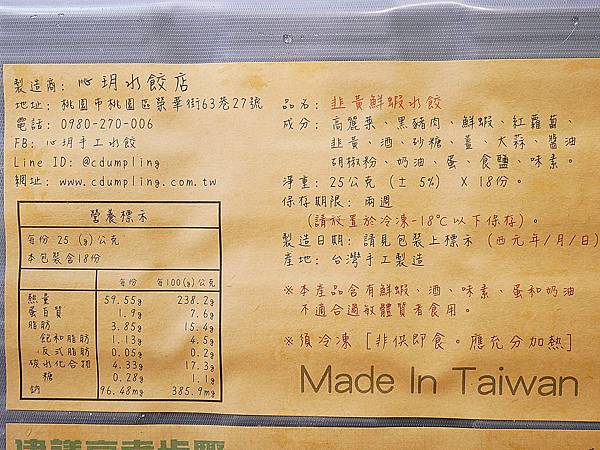 製造商: 心玥水餃店
地址: 桃園市桃園區榮華街63巷27號
電話: 0980-270-006
FB: 心玥手工水餃
Line ID: @cdumpling
網址: www.cdumpling.com.tw
營養標示
每份 25 (g)公克
本包裝含18份
每份 每100(g)公克
熱量 59.55g 238.2g
蛋白質 1.9g 7.6g
脂肪 3.85g 15.4g
飽和脂肪 1.13g 4.5g
反式脂肪 0.05g 0.2g
碳水化合物 4.33g 17.3g
糖 0.28g 1.1g
鈉 96.48mg 385.9mg
品名: 韭黃鮮蝦水餃
成分: 高麗菜、黑豬肉、鮮蝦、紅蘿蔔、
韭黃、酒、砂糖、薑、大蒜、醬油
胡椒粉、奶油、蛋、食鹽、味素。
淨重: 25公克 (± 5%) X 18份。
保存期限: 兩週
(請放置於冷凍-18℃以下保存)。
製造日期: 請見包裝上標示 (西元年/月/日)
產地: 台灣手工製造
※本產品含有鮮蝦、酒、味素、蛋和奶油
不適合過敏體質者食用。
※須冷凍 [非供即食。應充分加熱]
Made In Taiwan
建議烹煮步驟